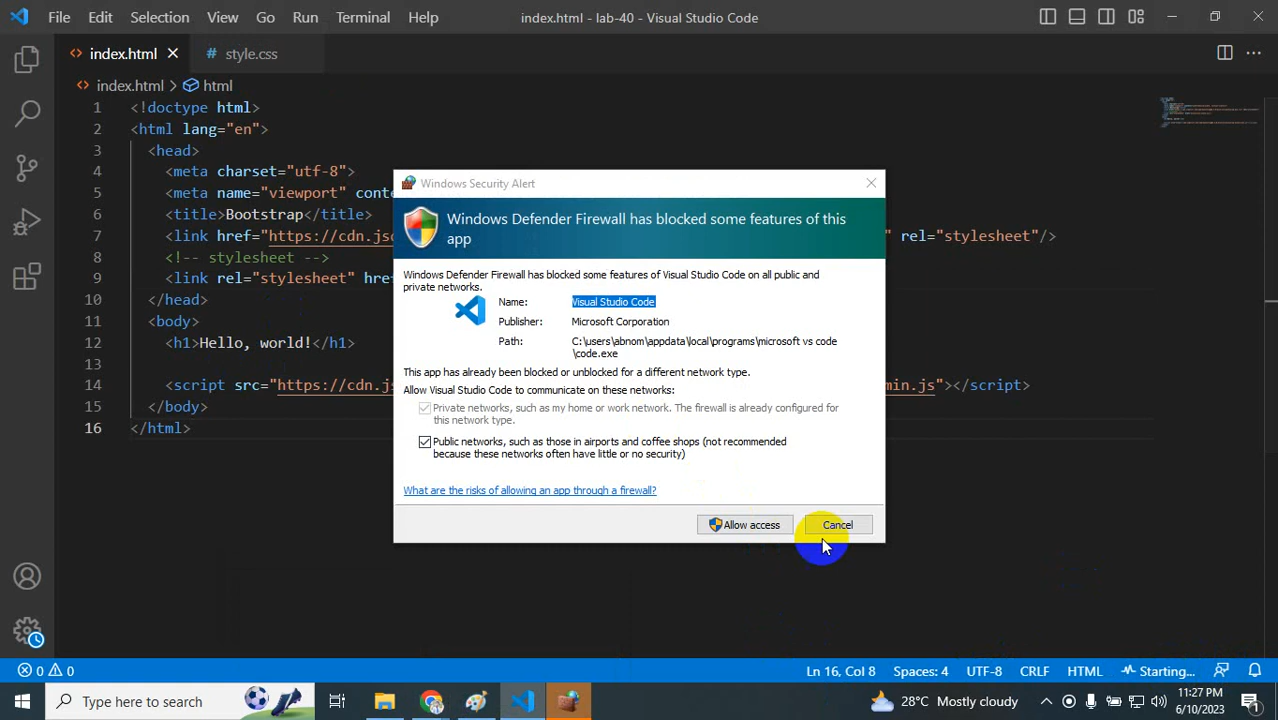 File Edit Selection View Go Run Terminal Help index.html - lab-40 - Visual Studio Code
index.html # style.css
index.html html
1 <!doctype html>
2 <html lang="en">
3 <head>
4 <meta charset="utf-8">
5 <meta name="viewport" conte
6 <title>Bootstrap</title>
7 <link href="https://cdn.jsd rel="stylesheet"/>
8 <!-- stylesheet -->
9 <link rel="stylesheet" href
10 </head>
11 <body>
12 <h1>Hello, world!</h1>
13
14 <script src="https://cdn.js min.js"></script>
15 </body>
16 </html>
Windows Security Alert
Windows Defender Firewall has blocked some features of this
app
Windows Defender Firewall has blocked some features of Visual Studio Code on all public and
private networks.
Name: Visual Studio Code
Publisher: Microsoft Corporation
Path: C:\users\abnom\appdata\local\programs\microsoft vs code
\code.exe
This app has already been blocked or unblocked for a different network type.
Allow Visual Studio Code to communicate on these networks:
Private networks, such as my home or work network. The firewall is already configured for
this network type.
Public networks, such as those in airports and coffee shops (not recommended
because these networks often have little or no security)
What are the risks of allowing an app through a firewall?
Allow access Cancel
0 0 Ln 16, Col 8 Spaces: 4 UTF-8 CRLF HTML Starting...
Type here to search 28°C Mostly cloudy 11:27 PM
6/10/2023 1